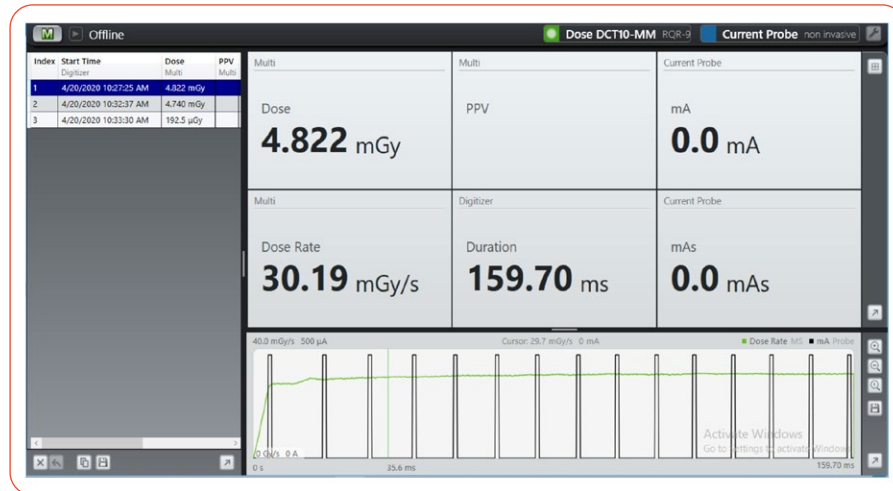 M Offline
Dose DCT10-MM RQR-9 Current Probe non invasive
Index Start Time Dose PPV
Digitizer Multi Multi
1 4/20/2020 10:27:25 AM 4.822 mGy
2 4/20/2020 10:32:37 AM 4.740 mGy
3 4/20/2020 10:33:30 AM 192.5 µGy
Multi
Dose
4.822 mGy
Multi
PPV
Current Probe
mA
0.0 mA
Multi
Dose Rate
30.19 mGy/s
Digitizer
Duration
159.70 ms
Current Probe
mAs
0.0 mAs
40.0 mGy/s 500 µA Cursor: 29.7 mGy/s 0 mA Dose Rate MS mA Probe
0 Gy/s 0 A
0 s 35.6 ms 159.70 ms
Activate Windows
Go to Settings to activate Windows